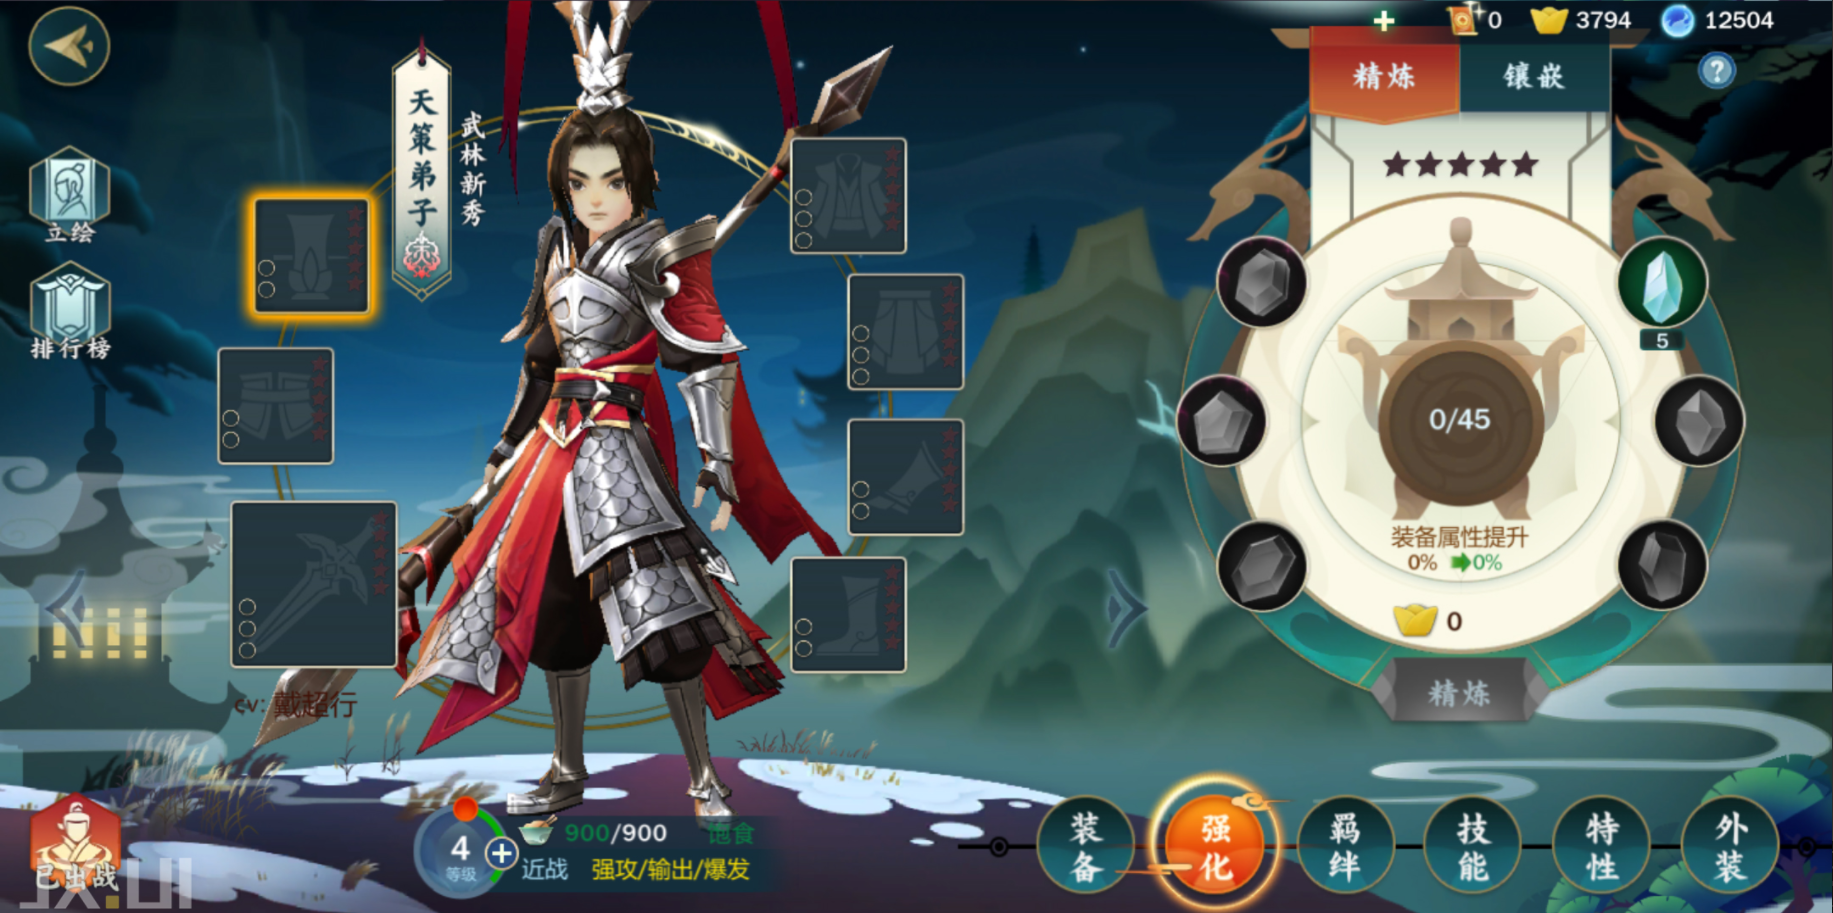 0
3794
12504
精炼
镶嵌
?
天策弟子
武林新秀
立绘
排行榜
5
0/45
装备属性提升
0% 0%
0
精炼
cv: 戴超行
已出战
JX.UI
4
等级
900/900
饱食
近战
强攻/输出/爆发
装备
强化
羁绊
技能
特性
外装